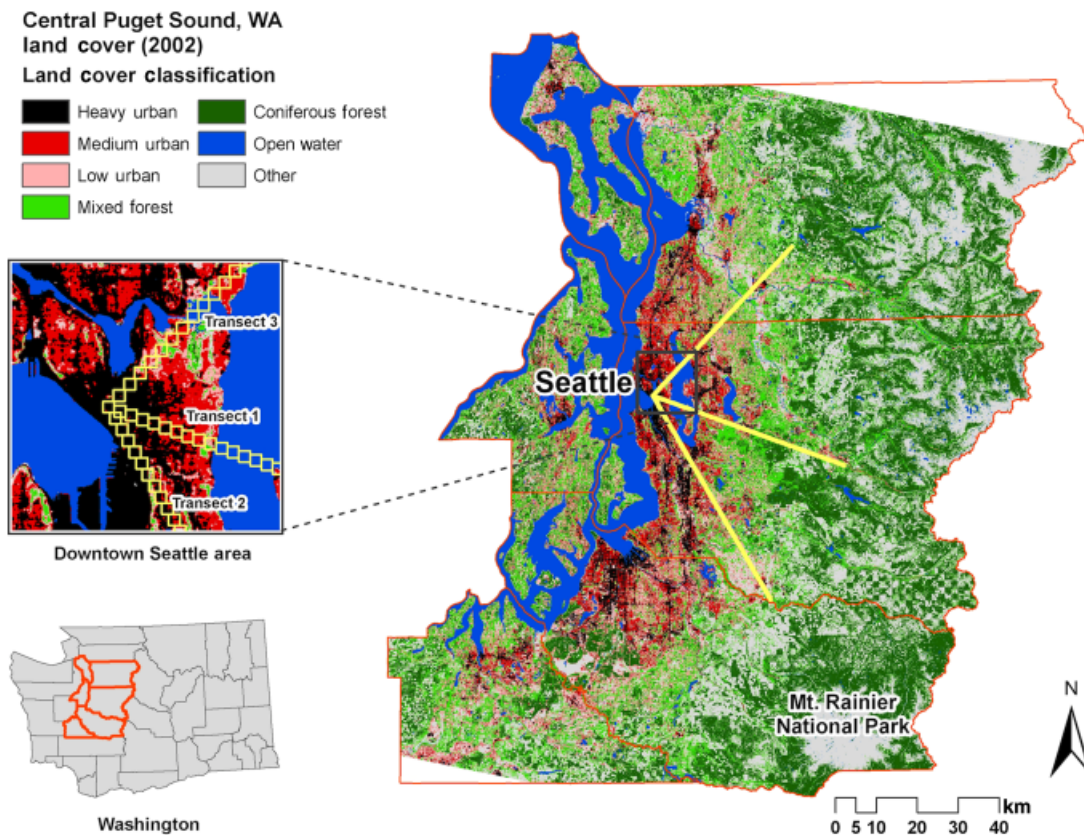 Central Puget Sound, WA
land cover (2002)
Land cover classification
Heavy urban
Medium urban
Low urban
Mixed forest
Coniferous forest
Open water
Other
Transect 3
Transect 1
Transect 2
Downtown Seattle area
Seattle
Mt. Rainier
National Park
Washington
N
km
0 5 10 20 30 40